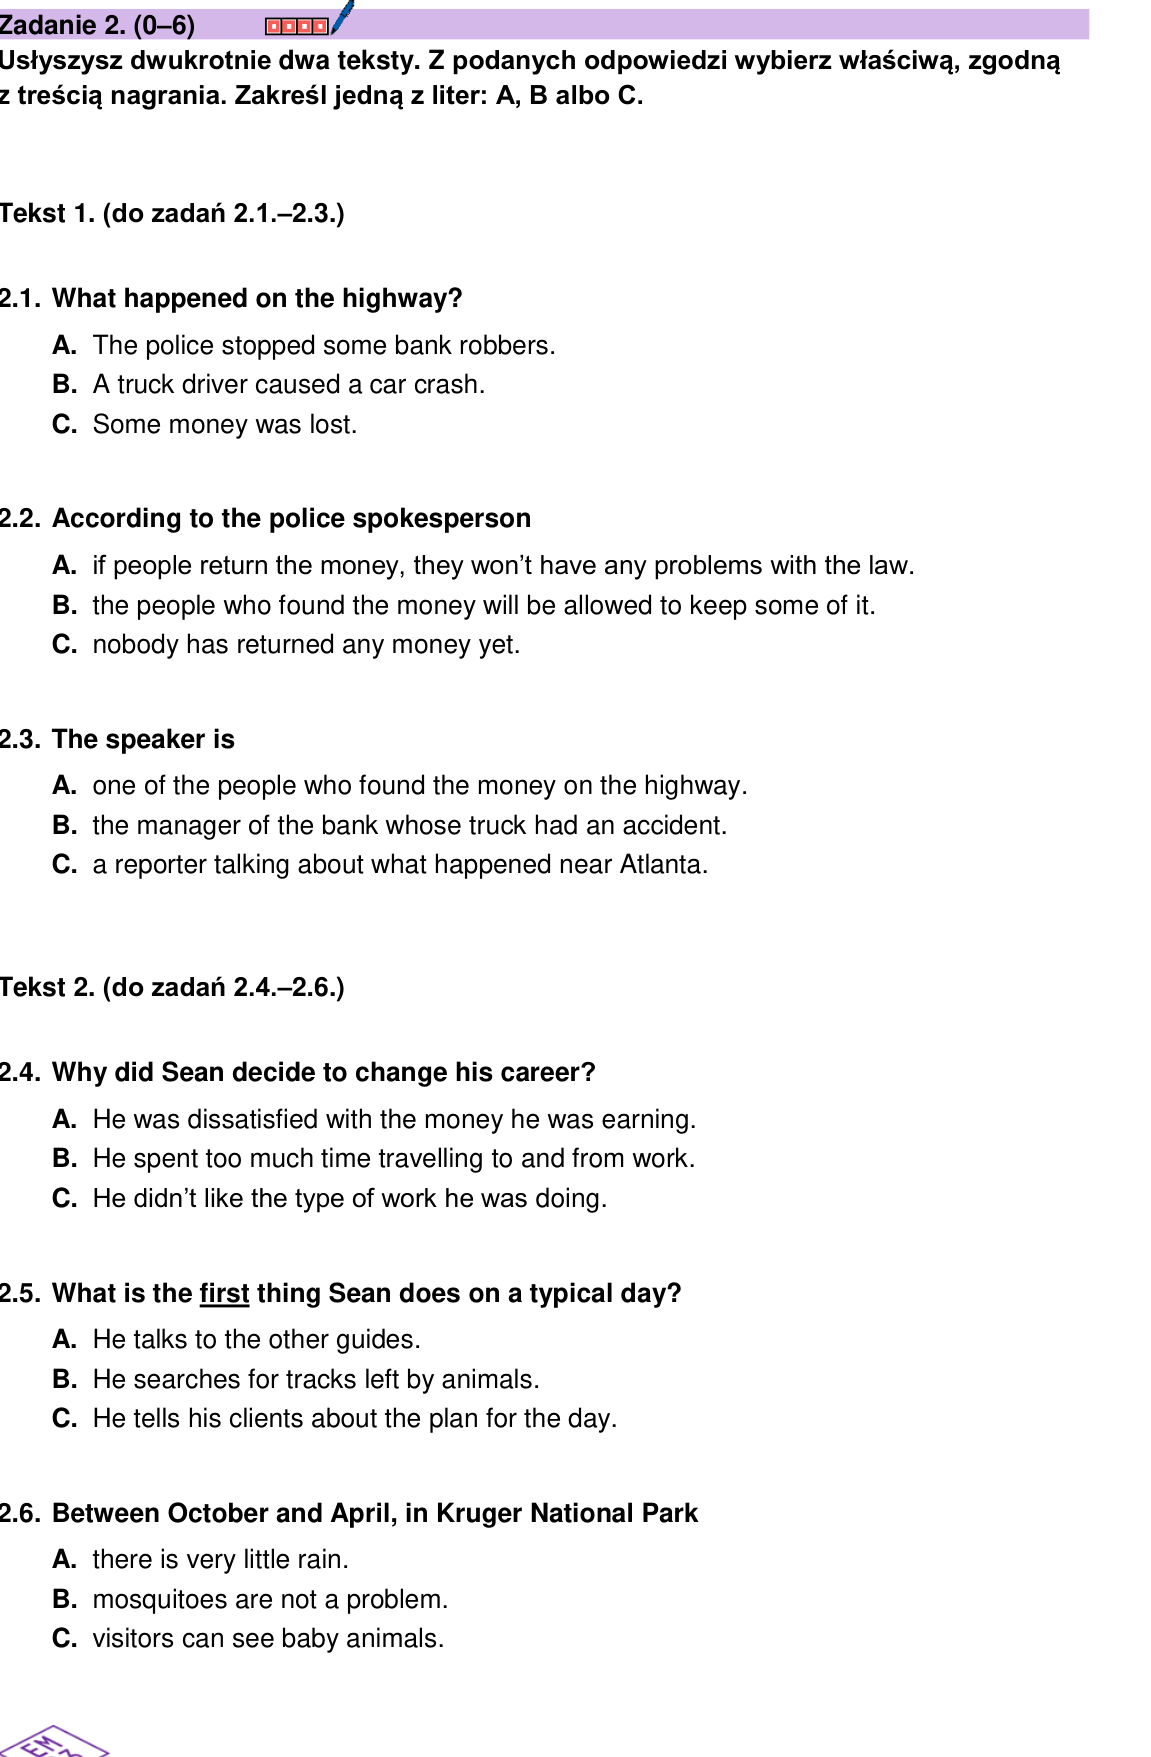 Zadanie 2. (0–6)
Usłyszysz dwukrotnie dwa teksty. Z podanych odpowiedzi wybierz właściwą, zgodną
z treścią nagrania. Zakreśl jedną z liter: A, B albo C.
Tekst 1. (do zadań 2.1.–2.3.)
2.1. What happened on the highway?
A. The police stopped some bank robbers.
B. A truck driver caused a car crash.
C. Some money was lost.
2.2. According to the police spokesperson
A. if people return the money, they won’t have any problems with the law.
B. the people who found the money will be allowed to keep some of it.
C. nobody has returned any money yet.
2.3. The speaker is
A. one of the people who found the money on the highway.
B. the manager of the bank whose truck had an accident.
C. a reporter talking about what happened near Atlanta.
Tekst 2. (do zadań 2.4.–2.6.)
2.4. Why did Sean decide to change his career?
A. He was dissatisfied with the money he was earning.
B. He spent too much time travelling to and from work.
C. He didn’t like the type of work he was doing.
2.5. What is the first thing Sean does on a typical day?
A. He talks to the other guides.
B. He searches for tracks left by animals.
C. He tells his clients about the plan for the day.
2.6. Between October and April, in Kruger National Park
A. there is very little rain.
B. mosquitoes are not a problem.
C. visitors can see baby animals.